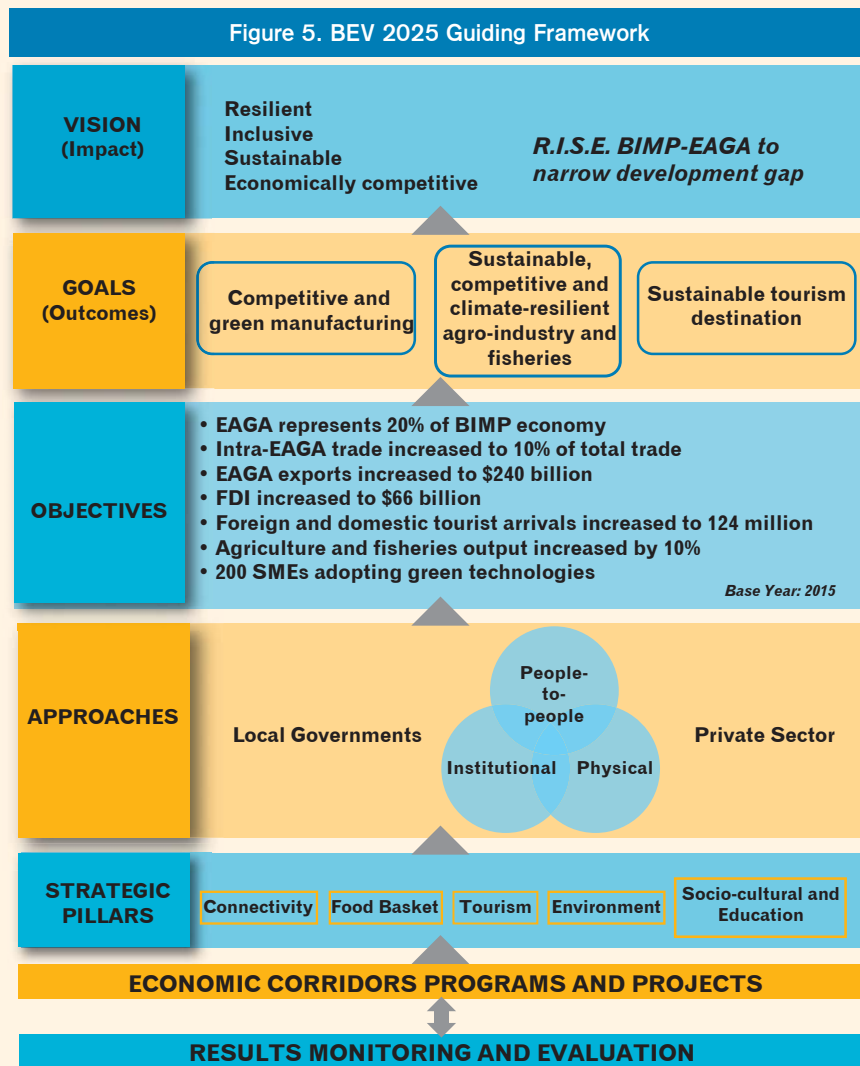 Figure 5. BEV 2025 Guiding Framework
VISION
(Impact)
Resilient
Inclusive
Sustainable
Economically competitive
R.I.S.E. BIMP-EAGA to
narrow development gap
GOALS
(Outcomes)
Competitive and
green manufacturing
Sustainable,
competitive and
climate-resilient
agro-industry and
fisheries
Sustainable tourism
destination
OBJECTIVES
• EAGA represents 20% of BIMP economy
• Intra-EAGA trade increased to 10% of total trade
• EAGA exports increased to $240 billion
• FDI increased to $66 billion
• Foreign and domestic tourist arrivals increased to 124 million
• Agriculture and fisheries output increased by 10%
• 200 SMEs adopting green technologies
Base Year: 2015
APPROACHES
Local Governments
People-
to-
people
Institutional
Physical
Private Sector
STRATEGIC
PILLARS
Connectivity
Food Basket
Tourism
Environment
Socio-cultural and
Education
ECONOMIC CORRIDORS PROGRAMS AND PROJECTS
RESULTS MONITORING AND EVALUATION